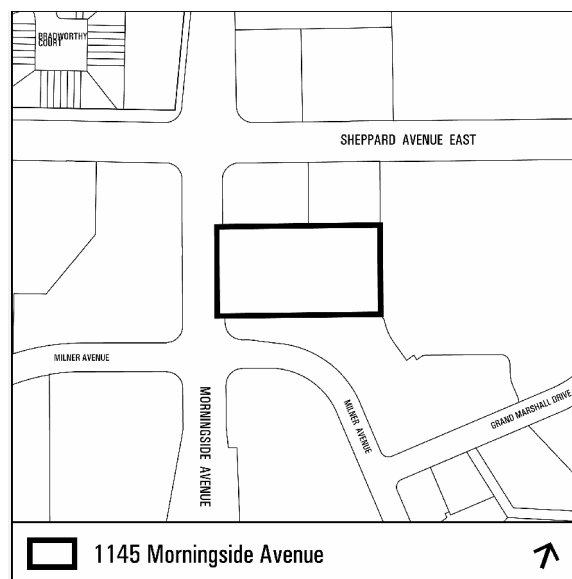 BRADWORTHY
COURT
SHEPPARD AVENUE EAST
MILNER AVENUE
MORNINGSIDE AVENUE
MILNER AVENUE
GRAND MARSHALL DRIVE
1145 Morningside Avenue